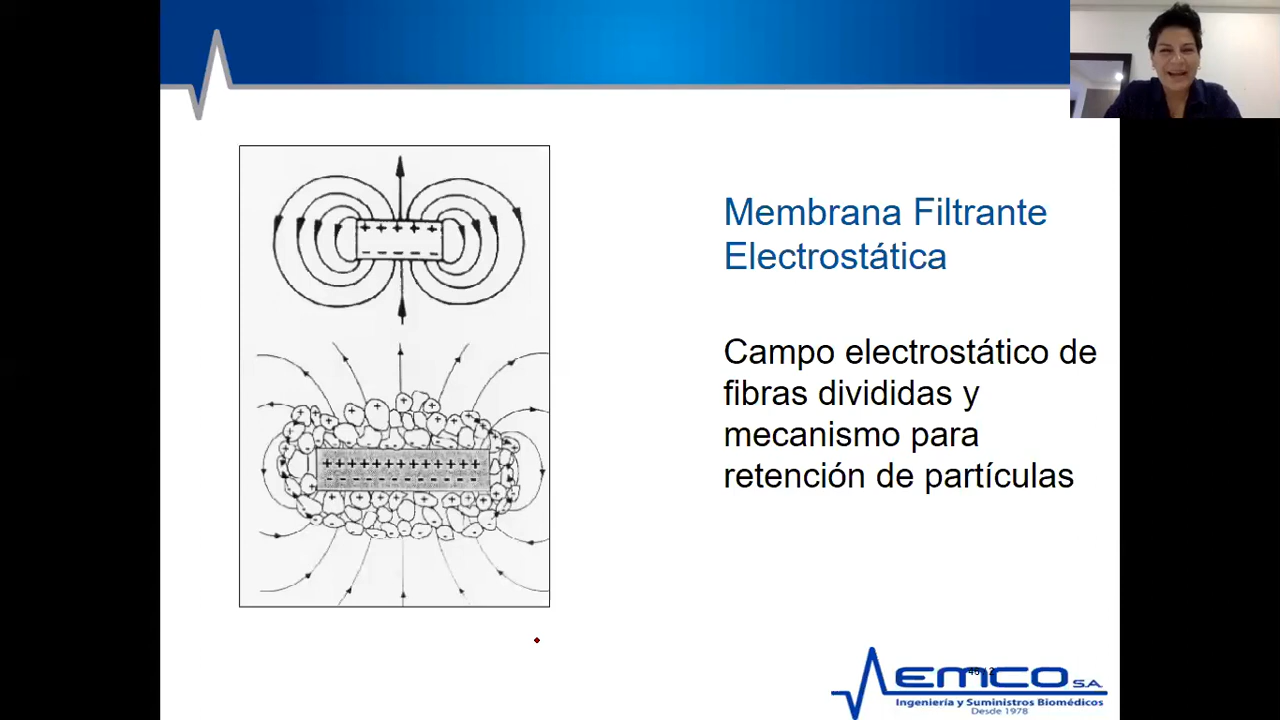 Membrana Filtrante
Electrostática
Campo electrostático de
fibras divididas y
mecanismo para
retención de partículas
EMCO S.A.
Ingeniería y Suministros Biomédicos
Desde 1978